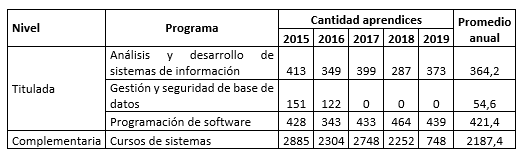 Nivel Programa Cantidad aprendices Promedio anual
2015 2016 2017 2018 2019
Titulada
Análisis y desarrollo de
sistemas de información 413 349 399 287 373 364,2
Gestión y seguridad de base de
datos 151 122 0 0 0 54,6
Programación de software 428 343 433 464 439 421,4
Complementaria Cursos de sistemas 2885 2304 2748 2252 748 2187,4